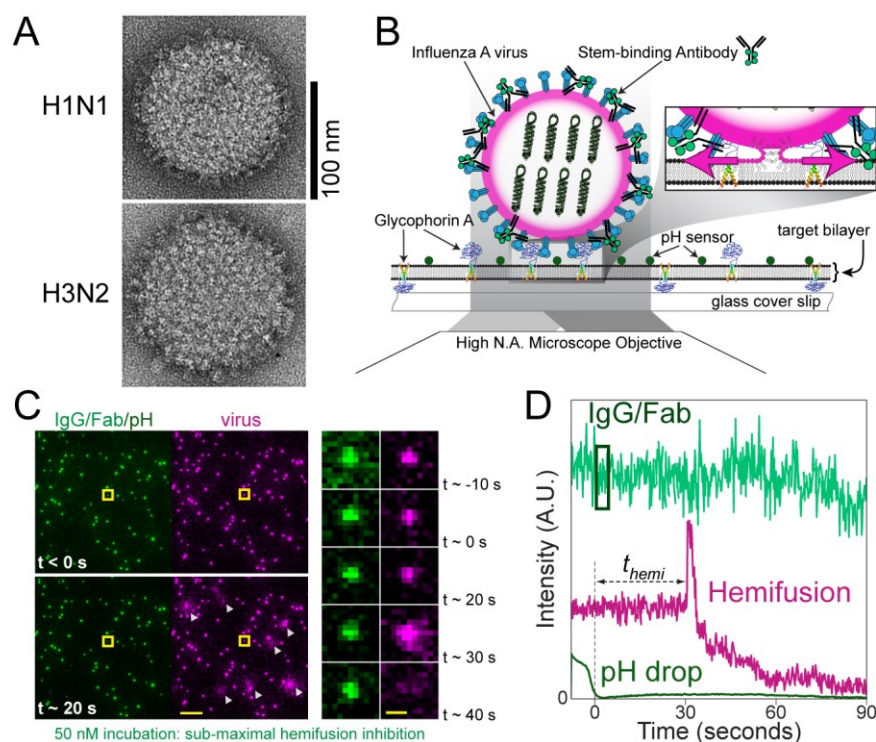 A
H1N1
100 nm
H3N2
B
Influenza A virus
Stem-binding Antibody
Glycophorin A
pH sensor
target bilayer
glass cover slip
High N.A. Microscope Objective
C
IgG/Fab/pH
virus
t < 0 s
t ~ 20 s
t ~ -10 s
t ~ 0 s
t ~ 20 s
t ~ 30 s
t ~ 40 s
50 nM incubation: sub-maximal hemifusion inhibition
D
IgG/Fab
Intensity (A.U.)
t hemi
Hemifusion
pH drop
0
0 30 60 90
Time (seconds)